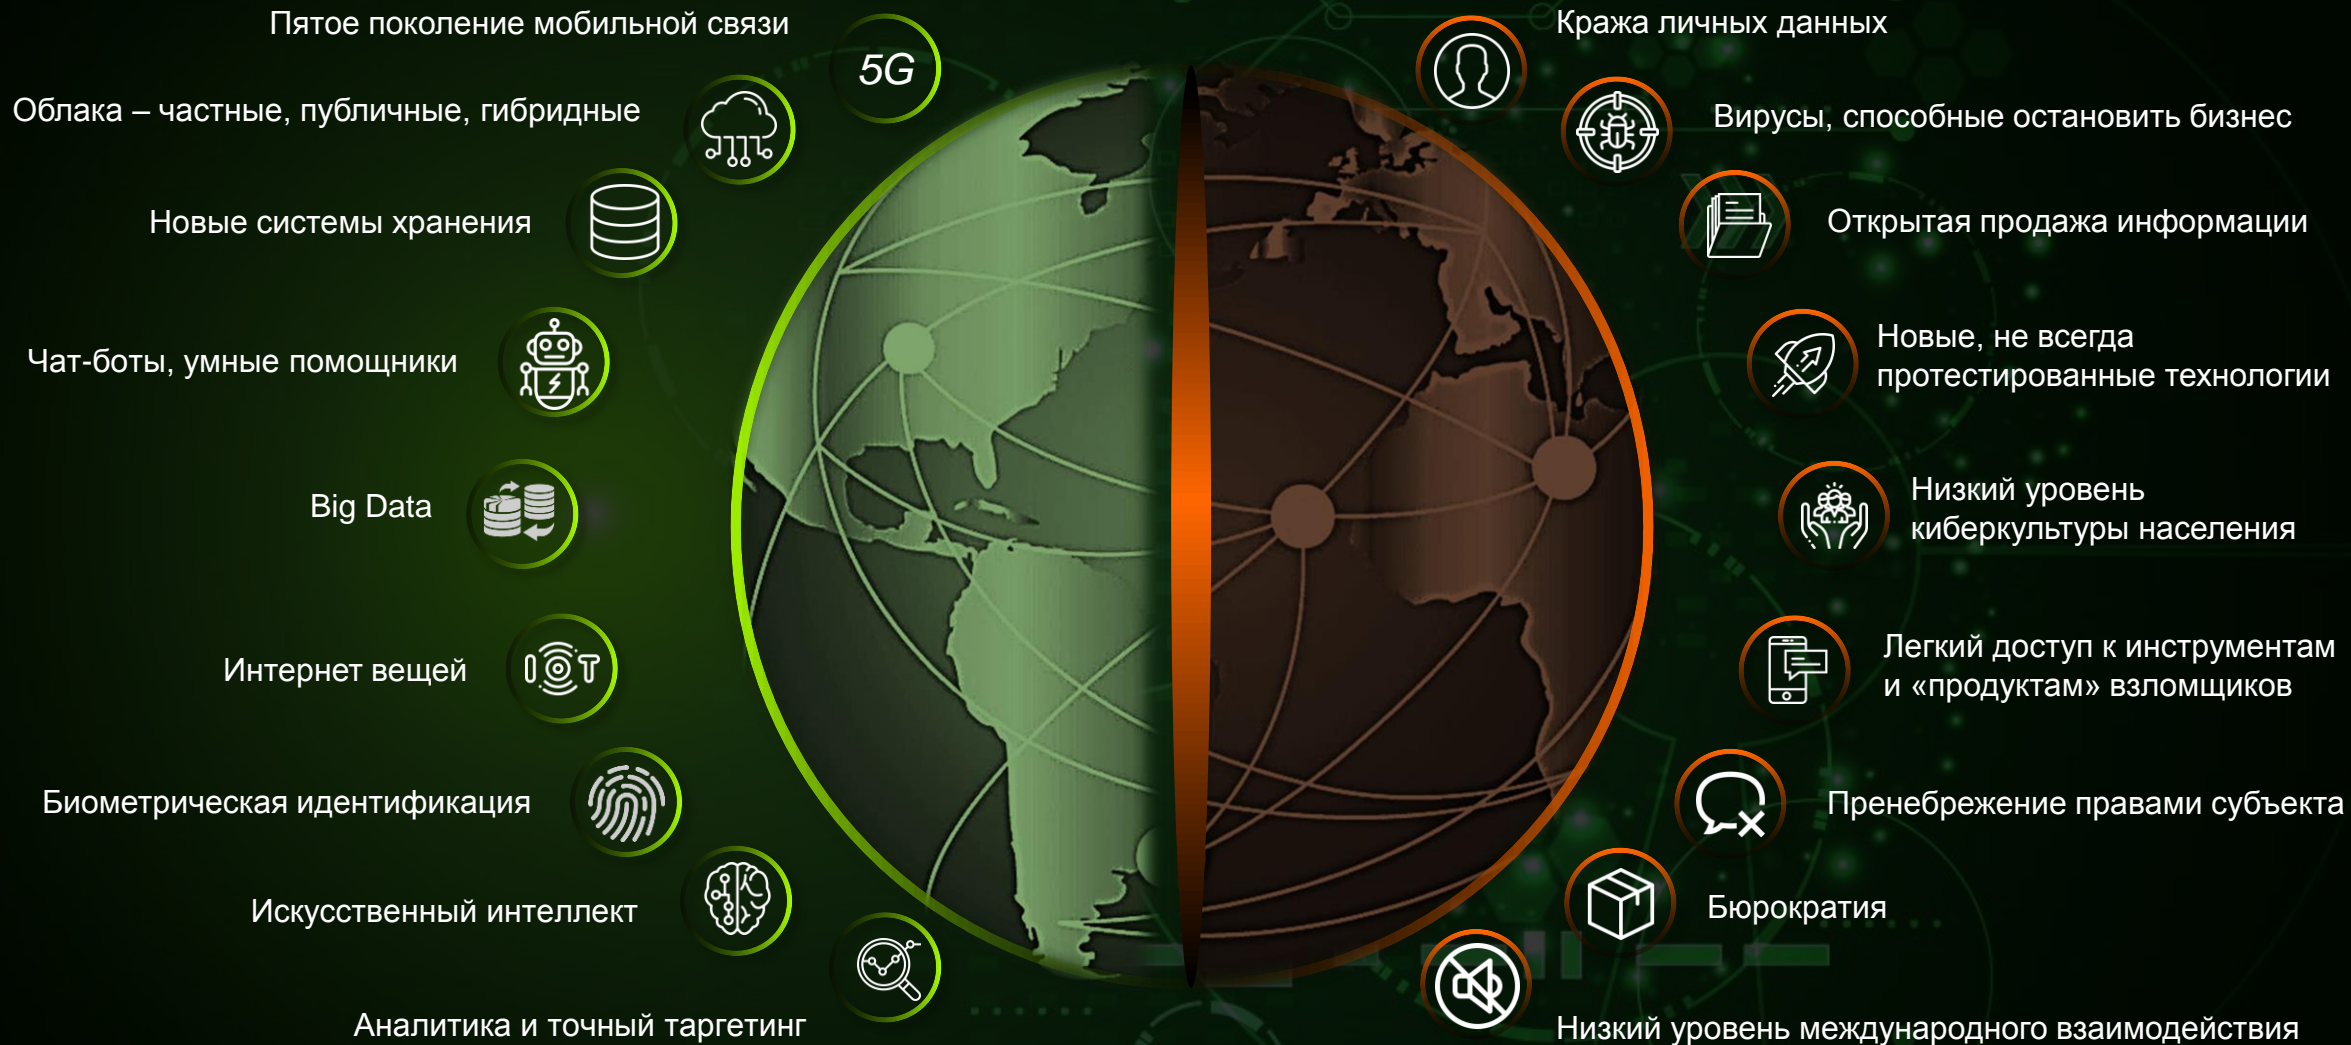 Пятое поколение мобильной связи
5G
Облака – частные, публичные, гибридные
Новые системы хранения
Чат-боты, умные помощники
Big Data
Интернет вещей
IOT
Биометрическая идентификация
Искусственный интеллект
Аналитика и точный таргетинг
Кража личных данных
Вирусы, способные остановить бизнес
Открытая продажа информации
Новые, не всегда
протестированные технологии
Низкий уровень
киберкультуры населения
Легкий доступ к инструментам
и «продуктам» взломщиков
Пренебрежение правами субъекта
Бюрократия
Низкий уровень международного взаимодействия